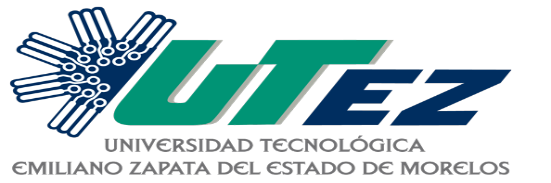 UTEZ
UNIVERSIDAD TECNOLÓGICA
EMILIANO ZAPATA DEL ESTADO DE MORELOS